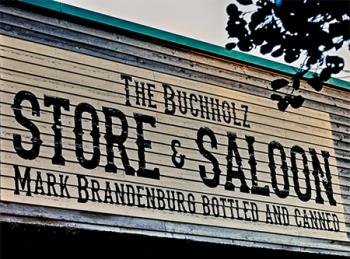 The Buchholz
STORE & SALOON
Mark Brandenburg bottled and canned